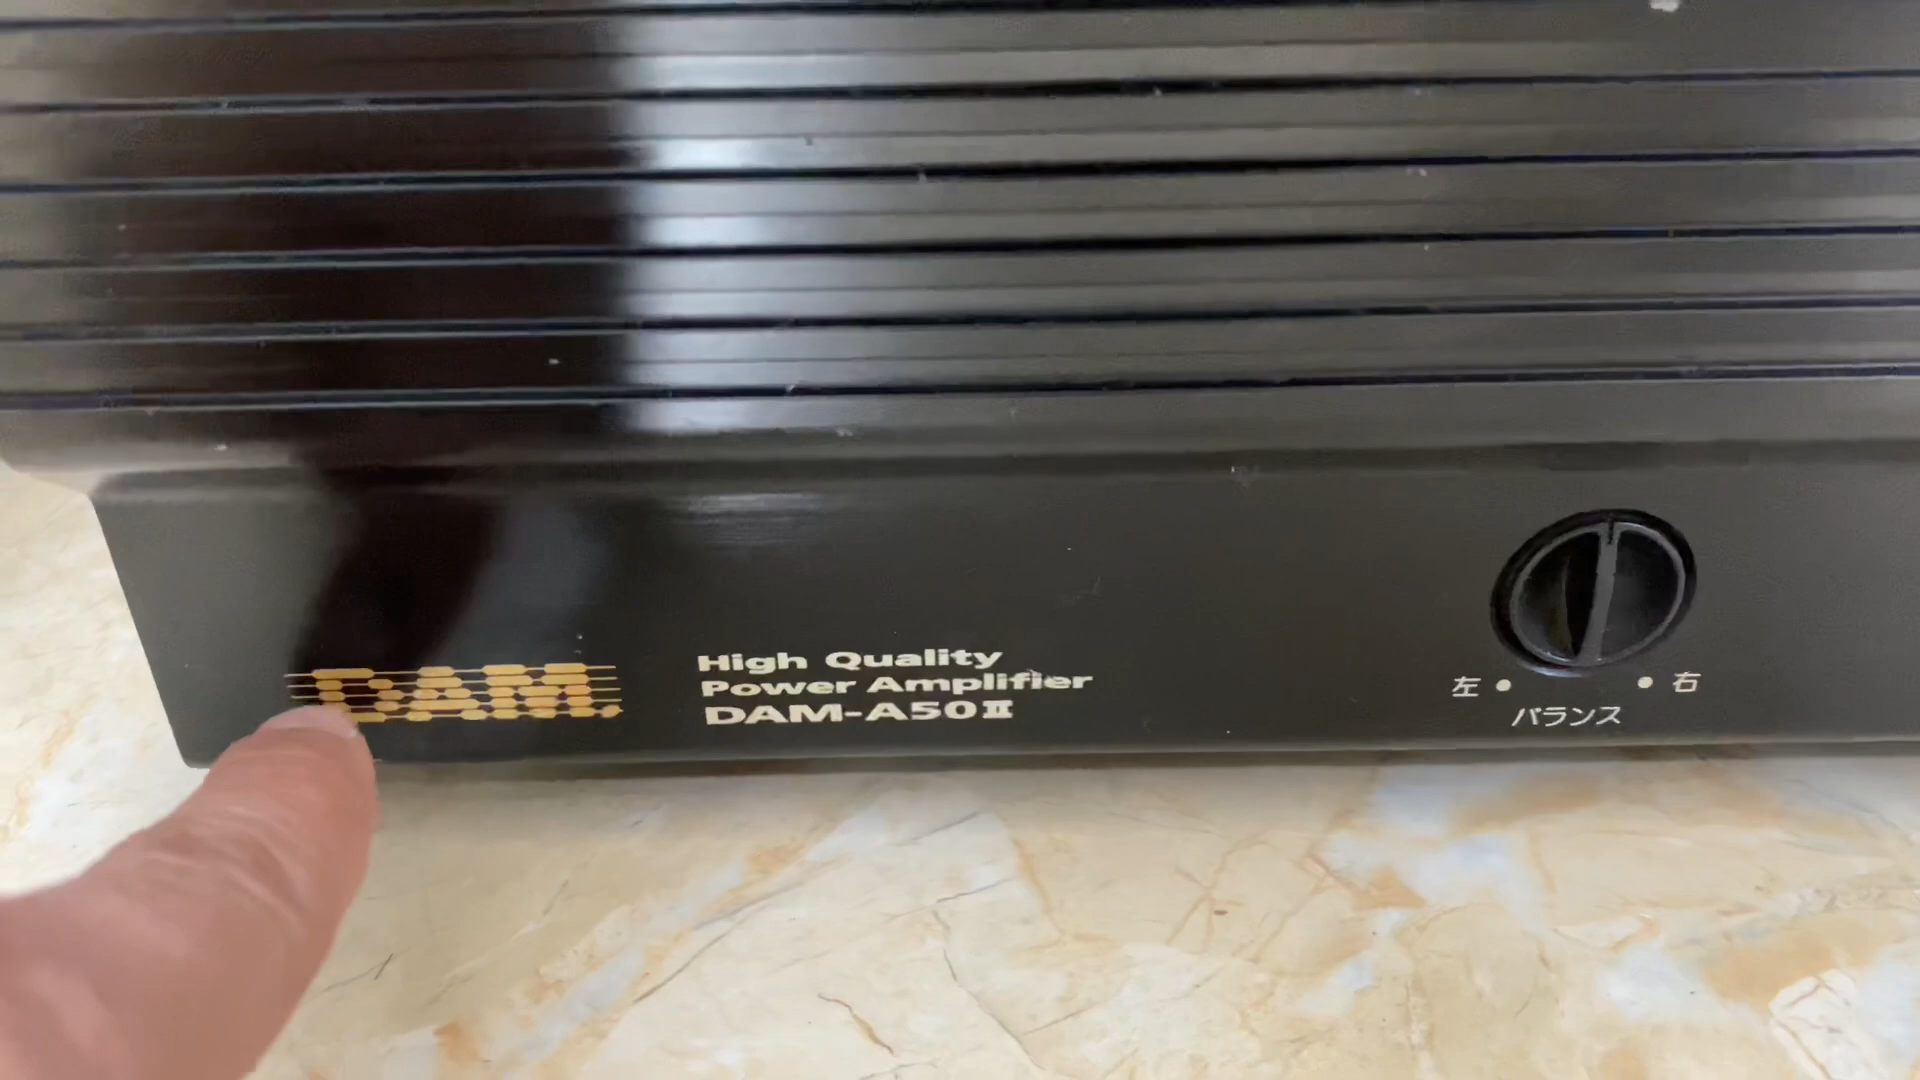 DAM.
High Quality
Power Amplifier
DAM-A50II
左 右
バランス